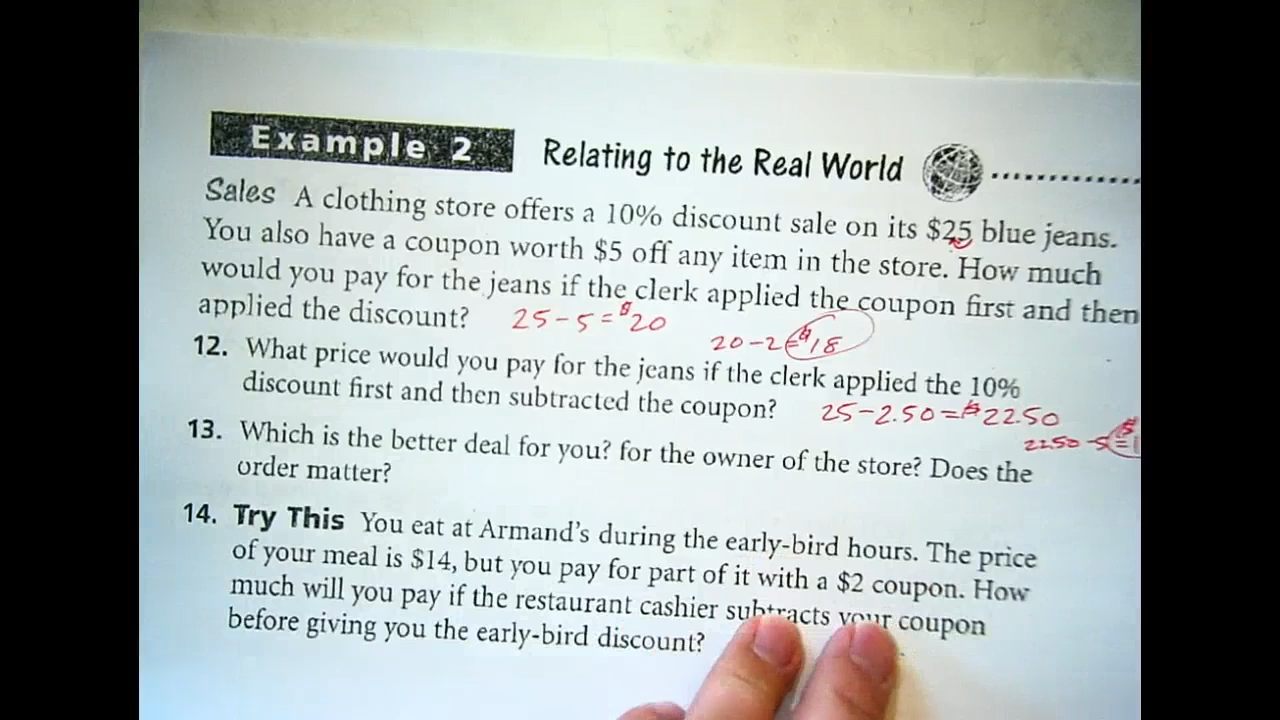 Example 2 Relating to the Real World
Sales A clothing store offers a 10% discount sale on its $25 blue jeans.
You also have a coupon worth $5 off any item in the store. How much
would you pay for the jeans if the clerk applied the coupon first and then
applied the discount? 25-5=$20
20-2=$18
12. What price would you pay for the jeans if the clerk applied the 10%
discount first and then subtracted the coupon? 25-2.50=$22.50
2250-5=$1
13. Which is the better deal for you? for the owner of the store? Does the
order matter?
14. Try This You eat at Armand's during the early-bird hours. The price
of your meal is $14, but you pay for part of it with a $2 coupon. How
much will you pay if the restaurant cashier subtracts your coupon
before giving you the early-bird discount?